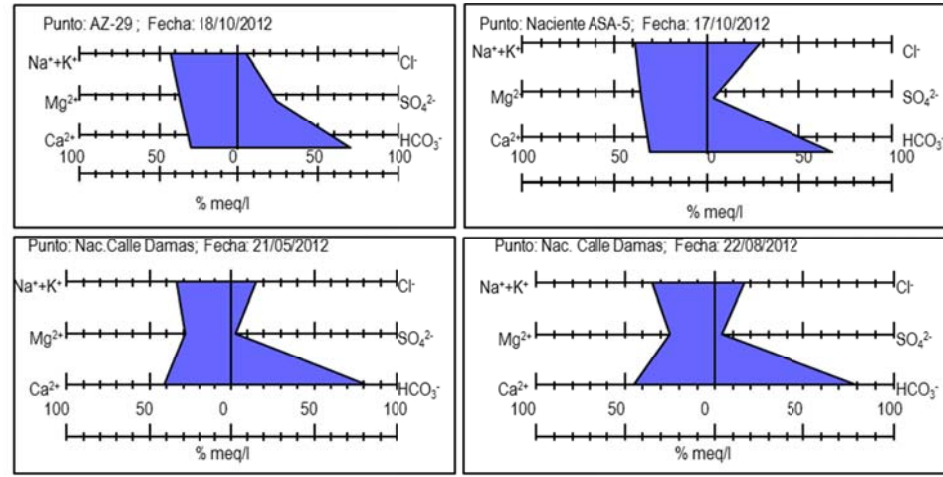 Punto: AZ-29 ; Fecha: 18/10/2012
Na⁺+K⁺ Cl⁻
Mg²⁺ SO₄²⁻
Ca²⁺ HCO₃⁻
100 50 0 50 100
% meq/l
Punto: Naciente ASA-5; Fecha: 17/10/2012
Na⁺+K⁺ Cl⁻
Mg²⁺ SO₄²⁻
Ca²⁺ HCO₃⁻
100 50 0 50 100
% meq/l
Punto: Nac.Calle Damas; Fecha: 21/05/2012
Na⁺+K⁺ Cl⁻
Mg²⁺ SO₄²⁻
Ca²⁺ HCO₃⁻
100 50 0 50 100
% meq/l
Punto: Nac. Calle Damas; Fecha: 22/08/2012
Na⁺+K⁺ Cl⁻
Mg²⁺ SO₄²⁻
Ca²⁺ HCO₃⁻
100 50 0 50 100
% meq/l